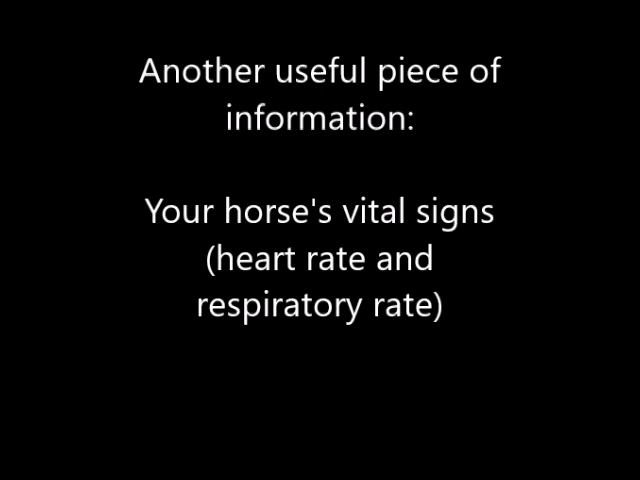 Another useful piece of
information:
Your horse's vital signs
(heart rate and
respiratory rate)